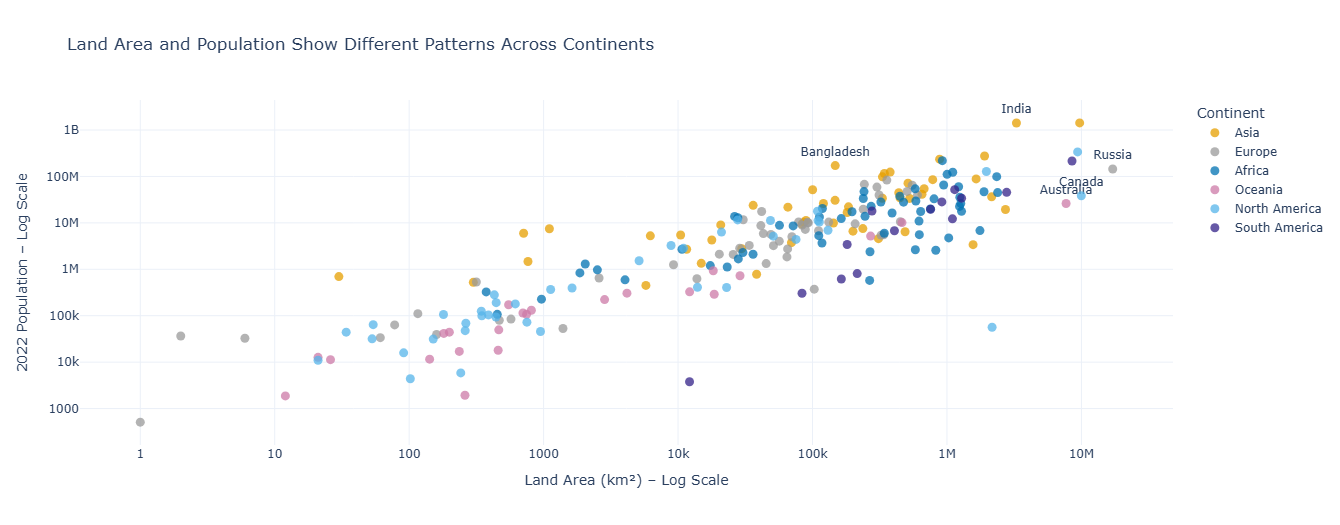 Land Area and Population Show Different Patterns Across Continents
Continent
Asia
Europe
Africa
Oceania
North America
South America
India
Bangladesh
Russia
Canada
Australia
2022 Population – Log Scale
1B
100M
10M
1M
100k
10k
1000
1
10
100
1000
10k
100k
1M
10M
Land Area (km²) – Log Scale